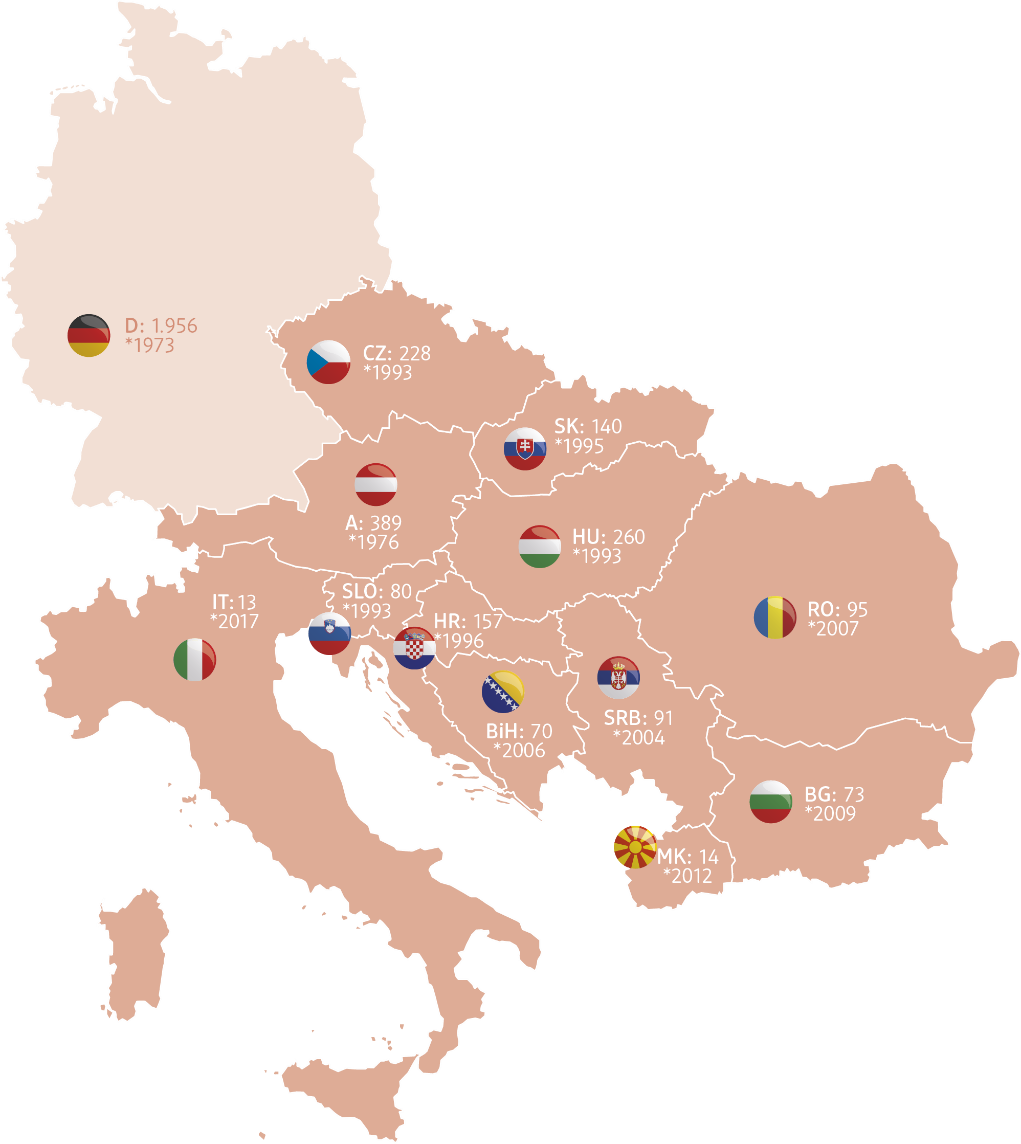 D: 1.956
*1973
CZ: 228
*1993
SK: 140
*1995
A: 389
*1976
HU: 260
*1993
SLO: 80
*1993
IT: 13
*2017
HR: 157
*1996
RO: 95
*2007
BiH: 70
*2006
SRB: 91
*2004
BG: 73
*2009
MK: 14
*2012